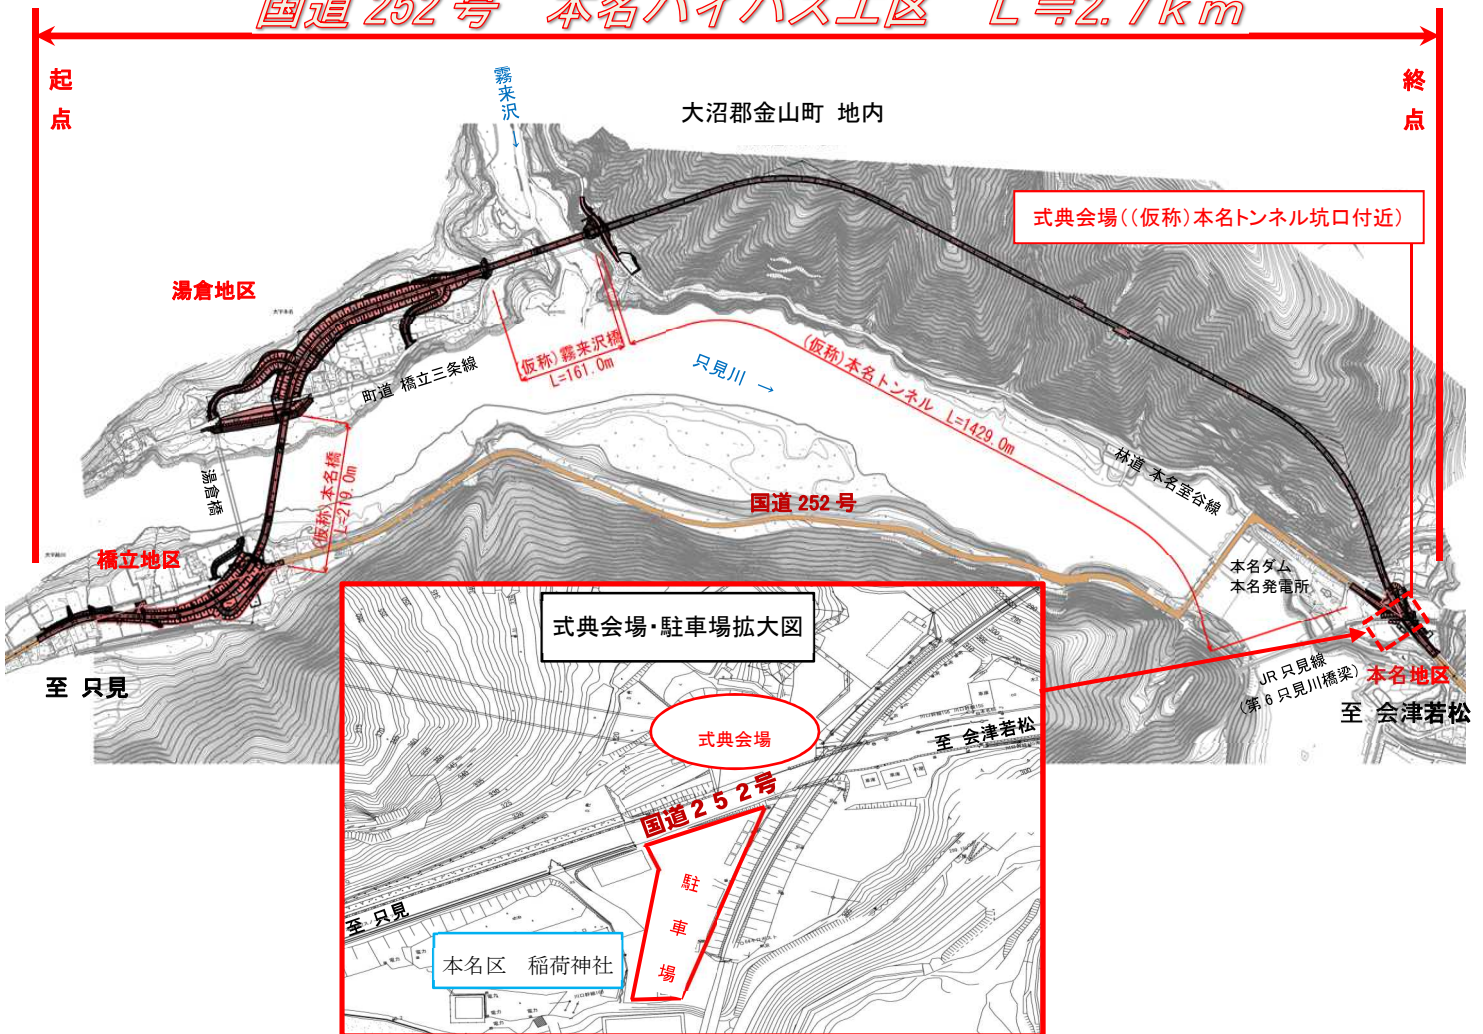 国道 252 号　本名バイパス工区　Ｌ≒2.7ｋｍ
起点
終点
霧来沢
↓
大沼郡金山町 地内
式典会場((仮称)本名トンネル坑口付近)
湯倉地区
(仮称)霧来沢橋
L=161.0m
町道 橋立三条線
只見川 →
(仮称)本名トンネル L=1429.0m
林道 本名室谷線
湯倉橋
(仮称)本名橋
L=219.0m
国道 252 号
橋立地区
本名ダム
本名発電所
至 只見
JR 只見線
(第 6 只見川橋梁)
本名地区
至 会津若松
式典会場・駐車場拡大図
式典会場
至 会津若松
国道２５２号
駐車場
至 只見
本名区　稲荷神社